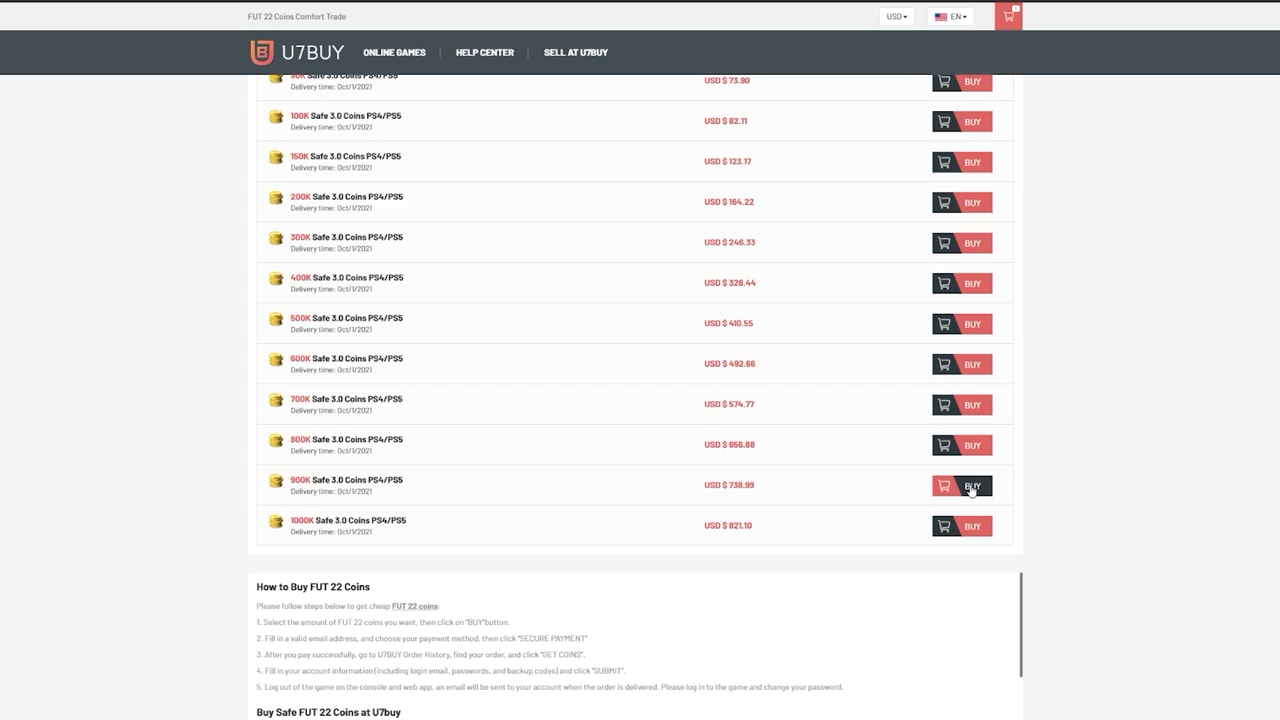 FUT 22 Coins Comfort Trade
USD
EN
1
U7BUY
ONLINE GAMES
HELP CENTER
SELL AT U7BUY
90K Safe 3.0 Coins PS4/PS5
Delivery time: Oct/1/2021
USD $ 73.90
BUY
100K Safe 3.0 Coins PS4/PS5
Delivery time: Oct/1/2021
USD $ 82.11
BUY
150K Safe 3.0 Coins PS4/PS5
Delivery time: Oct/1/2021
USD $ 123.17
BUY
200K Safe 3.0 Coins PS4/PS5
Delivery time: Oct/1/2021
USD $ 164.22
BUY
300K Safe 3.0 Coins PS4/PS5
Delivery time: Oct/1/2021
USD $ 246.33
BUY
400K Safe 3.0 Coins PS4/PS5
Delivery time: Oct/1/2021
USD $ 328.44
BUY
500K Safe 3.0 Coins PS4/PS5
Delivery time: Oct/1/2021
USD $ 410.55
BUY
600K Safe 3.0 Coins PS4/PS5
Delivery time: Oct/1/2021
USD $ 492.66
BUY
700K Safe 3.0 Coins PS4/PS5
Delivery time: Oct/1/2021
USD $ 574.77
BUY
800K Safe 3.0 Coins PS4/PS5
Delivery time: Oct/1/2021
USD $ 656.88
BUY
900K Safe 3.0 Coins PS4/PS5
Delivery time: Oct/1/2021
USD $ 738.99
BUY
1000K Safe 3.0 Coins PS4/PS5
Delivery time: Oct/1/2021
USD $ 821.10
BUY
How to Buy FUT 22 Coins
Please follow steps below to get cheap FUT 22 coins:
1. Select the amount of FUT 22 coins you want, then click on "BUY"button.
2. Fill in a valid email address, and choose your payment method, then click "SECURE PAYMENT"
3. After you pay successfully, go to U7BUY Order History, find your order, and click "GET COINS".
4. Fill in your account information (including login email, passwords, and backup codes) and click "SUBMIT".
5. Log out of the game on the console and web app, an email will be sent to your account when the order is delivered. Please log in to the game and change your password.
Buy Safe FUT 22 Coins at U7buy